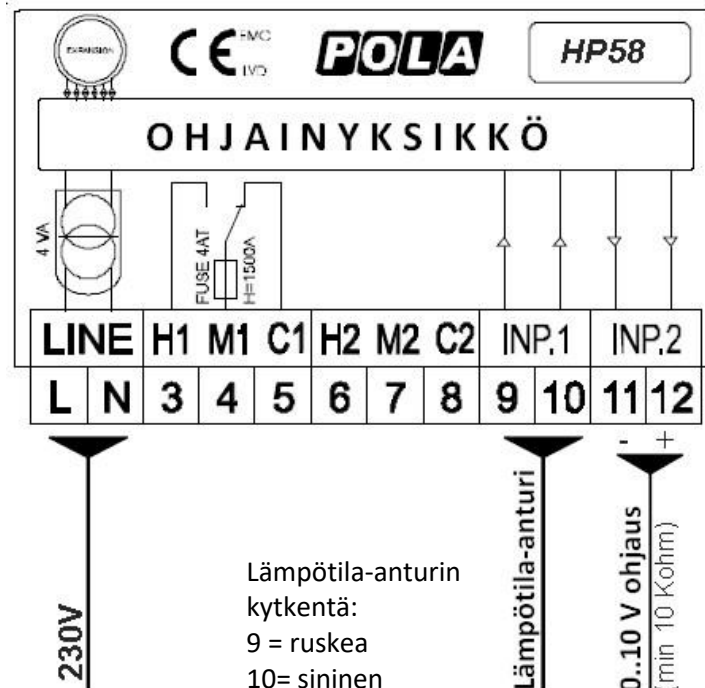 EXPANSION
CE EMC
LVD
POLA
HP58
OHJAINYKSIKKÖ
4 VA
FUSE 4AT
H=1500A
LINE H1 M1 C1 H2 M2 C2 INP.1 INP.2
L N 3 4 5 6 7 8 9 10 11 12
- +
230V
Lämpötila-anturin
kytkentä:
9 = ruskea
10= sininen
Lämpötila-anturi
0..10 V ohjaus
(min 10 Kohm)